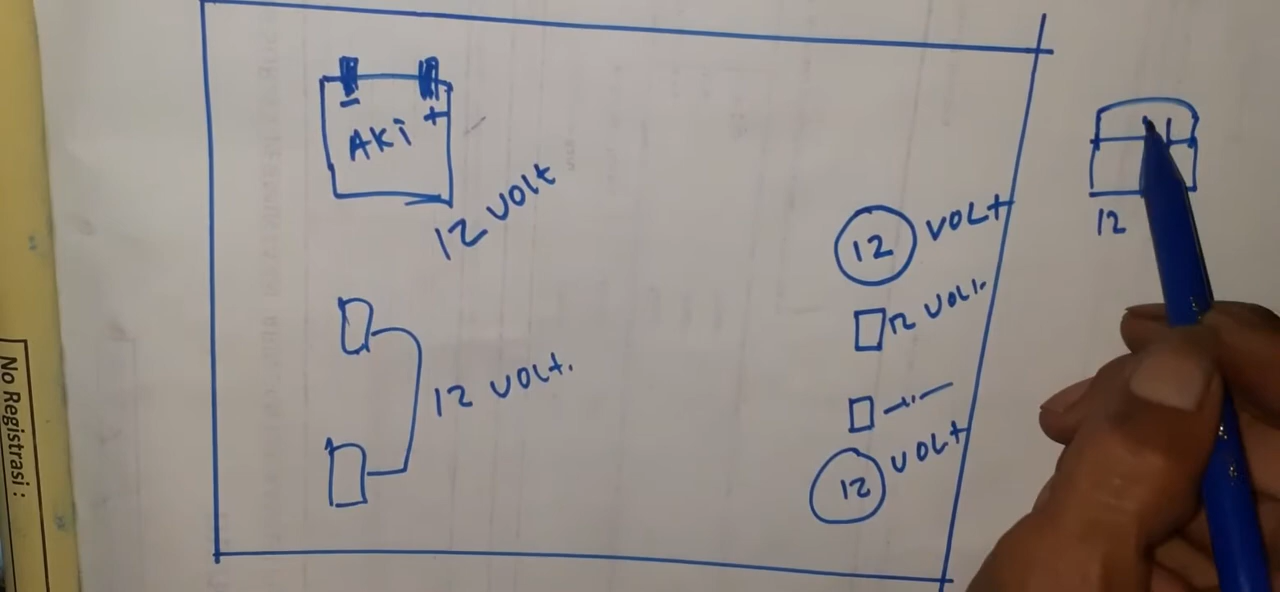 - +
AKi
12 VOLt
12 VOLt.
12 VOLt
12 VOLt.
12 VOLt
12
No Registrasi :